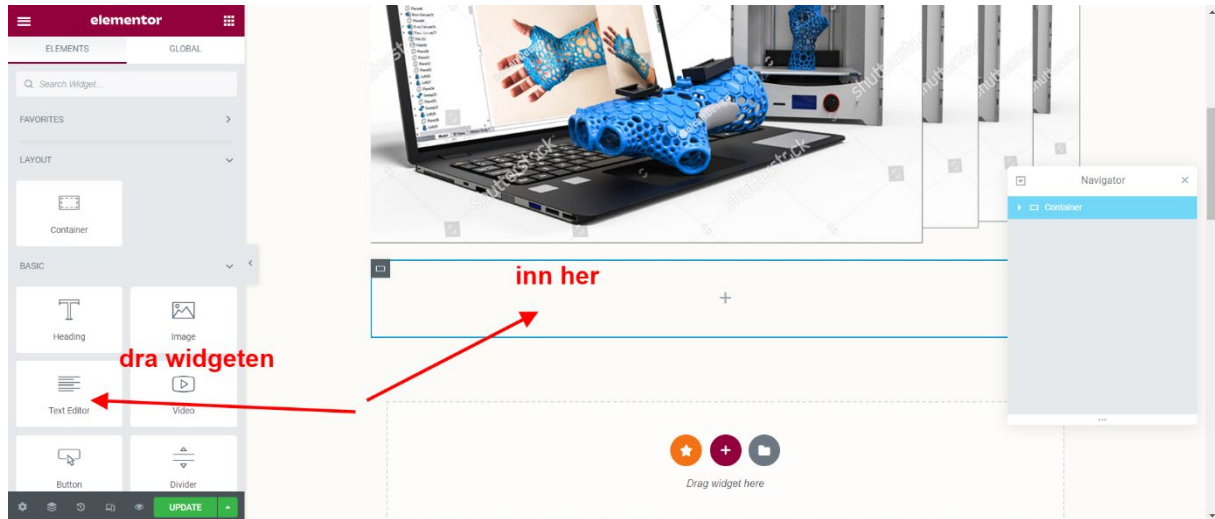 elementor
ELEMENTS
GLOBAL
Search Widget...
FAVORITES
LAYOUT
Container
BASIC
Heading
Image
Text Editor
Video
Button
Divider
UPDATE
dra widgeten
inn her
shutterstock
shutterstock
Drag widget here
Navigator
Container